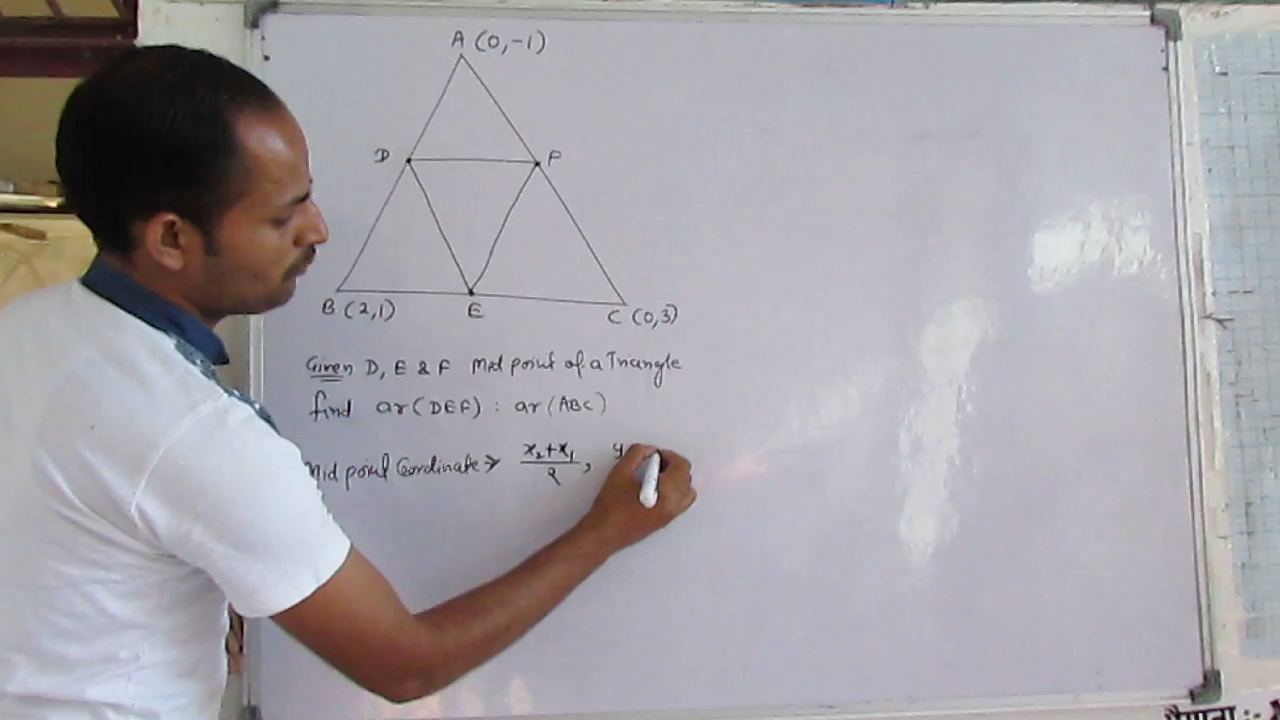 A (0,-1)
D F
B (2,1) E C (0,3)
Given D, E & F Mid point of a Triangle
find ar(DEF) : ar(ABC)
Mid point Cordinate → x₂+x₁/2 , y